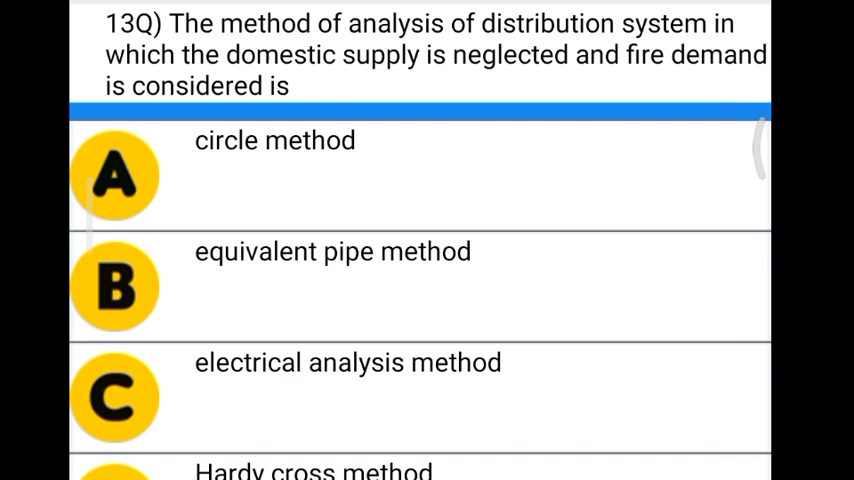 13Q) The method of analysis of distribution system in
which the domestic supply is neglected and fire demand
is considered is
A
circle method
B
equivalent pipe method
C
electrical analysis method
Hardy cross method